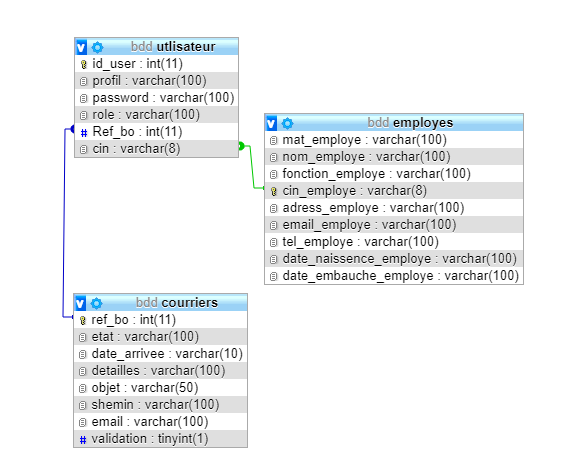 bdd utlisateur
id_user : int(11)
profil : varchar(100)
password : varchar(100)
role : varchar(100)
# Ref_bo : int(11)
cin : varchar(8)
bdd employes
mat_employe : varchar(100)
nom_employe : varchar(100)
fonction_employe : varchar(100)
cin_employe : varchar(8)
adress_employe : varchar(100)
email_employe : varchar(100)
tel_employe : varchar(100)
date_naissence_employe : varchar(100)
date_embauche_employe : varchar(100)
bdd courriers
ref_bo : int(11)
etat : varchar(100)
date_arrivee : varchar(10)
detailles : varchar(100)
objet : varchar(50)
shemin : varchar(100)
email : varchar(100)
# validation : tinyint(1)